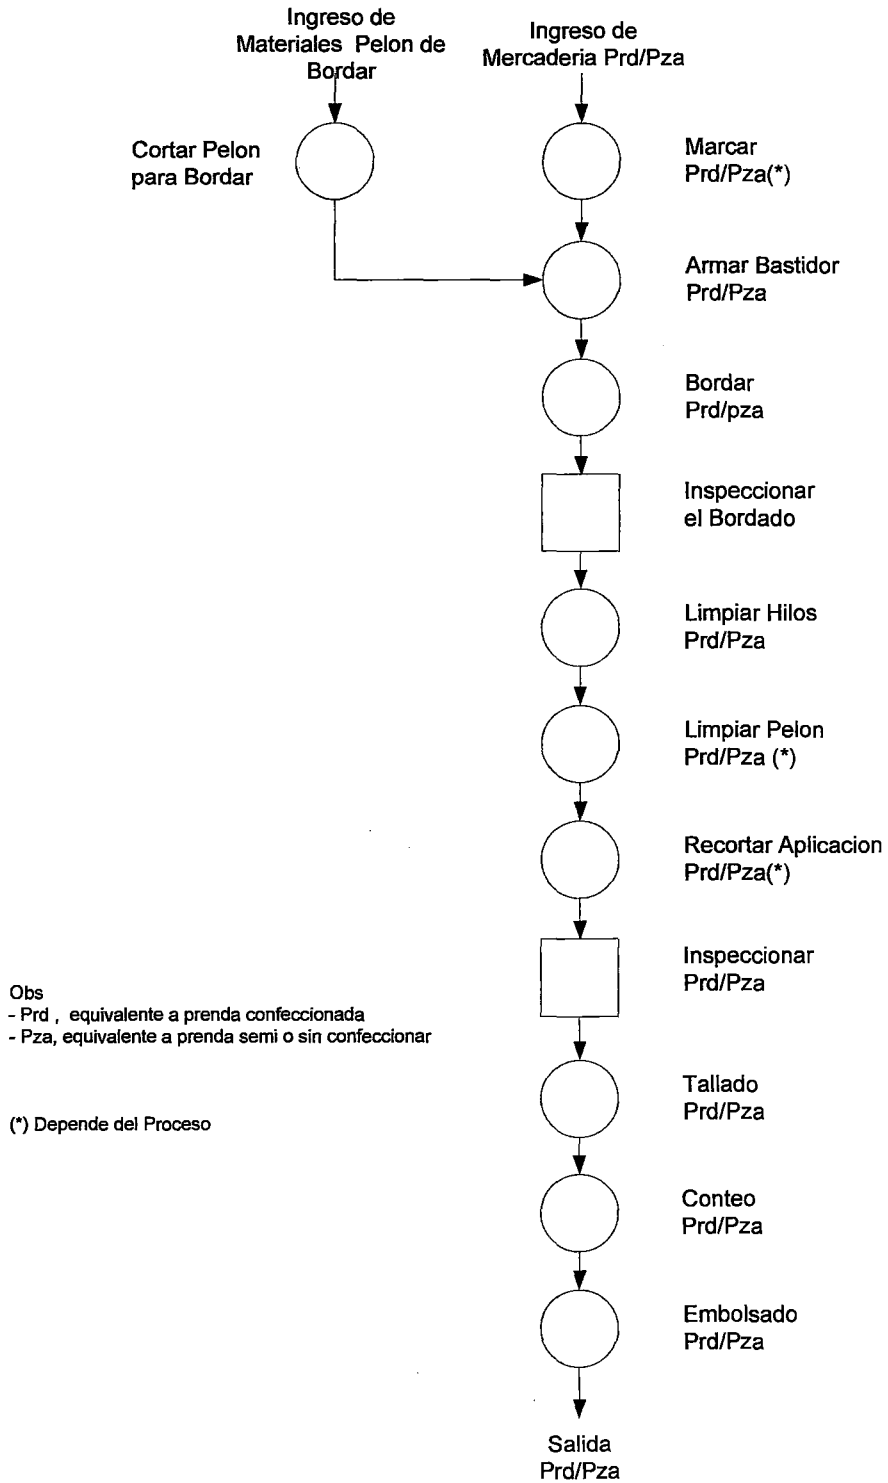 Ingreso de
Materiales Pelon de
Bordar
Ingreso de
Mercaderia Prd/Pza
Cortar Pelon
para Bordar
Marcar
Prd/Pza(*)
Armar Bastidor
Prd/Pza
Bordar
Prd/pza
Inspeccionar
el Bordado
Limpiar Hilos
Prd/Pza
Limpiar Pelon
Prd/Pza (*)
Recortar Aplicacion
Prd/Pza(*)
Inspeccionar
Prd/Pza
Obs
- Prd , equivalente a prenda confeccionada
- Pza, equivalente a prenda semi o sin confeccionar
(*) Depende del Proceso
Tallado
Prd/Pza
Conteo
Prd/Pza
Embolsado
Prd/Pza
Salida
Prd/Pza